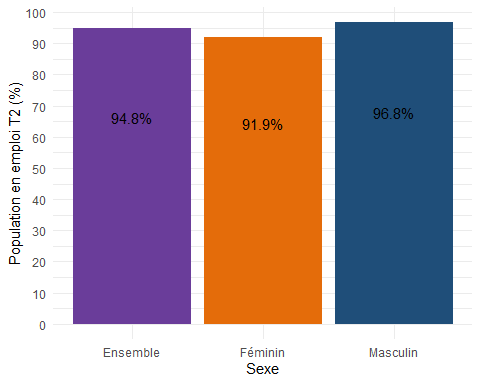 100
90
80
70
60
50
40
30
20
10
0
Population en emploi T2 (%)
94.8%
91.9%
96.8%
Ensemble
Féminin
Masculin
Sexe